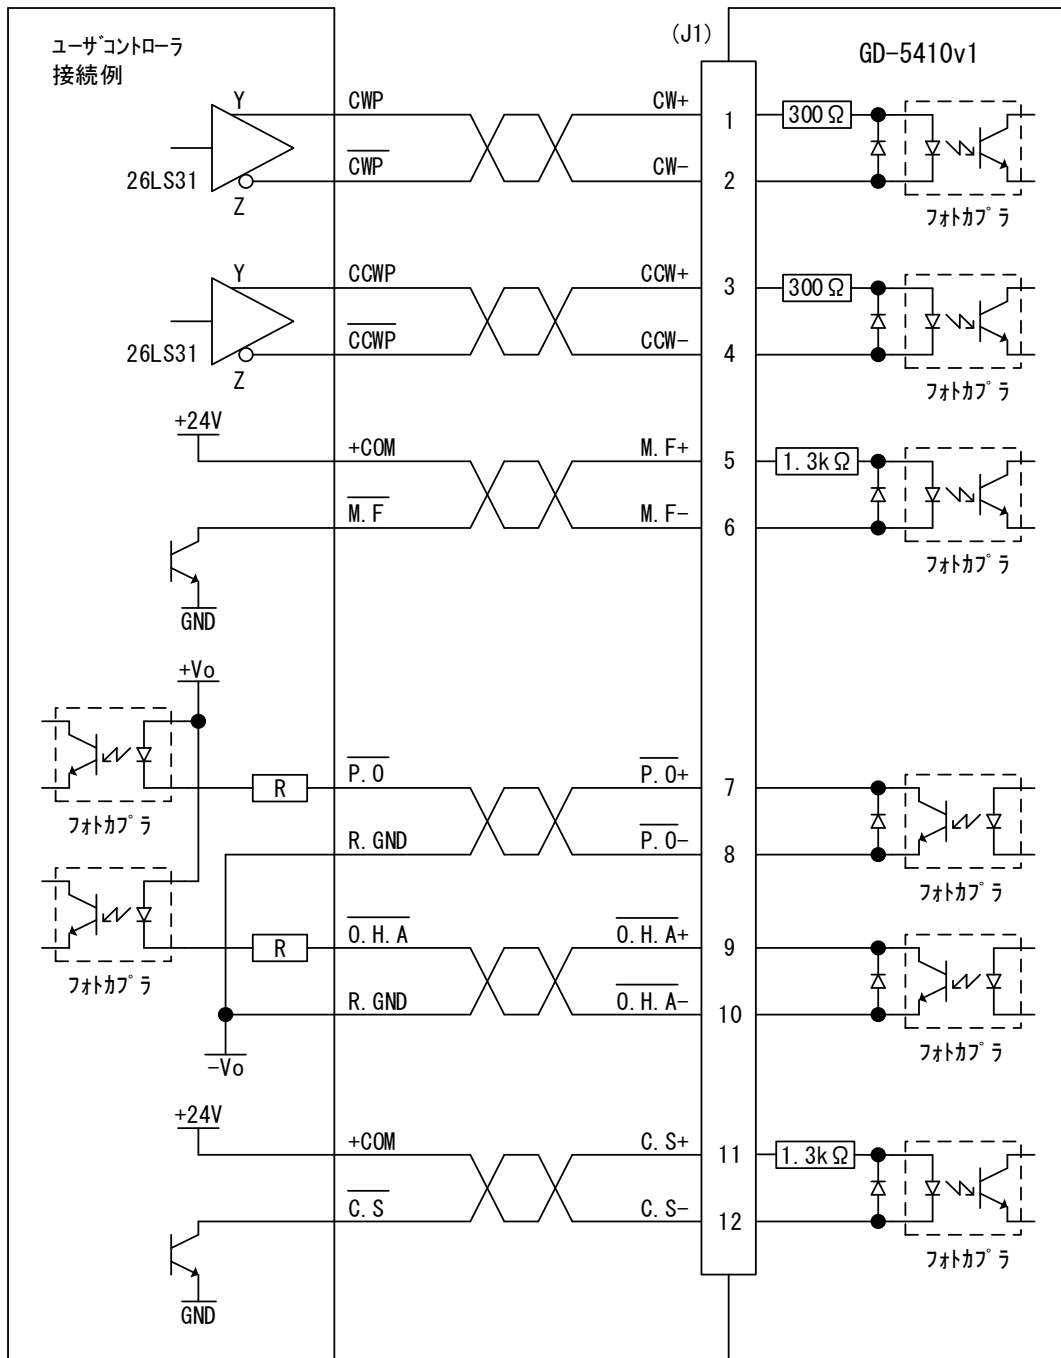 ユーザコントローラ
接続例
(J1)
GD-5410v1
Y
CWP
CW+
1
300Ω
26LS31
CWP
CW-
2
Z
フォトカプラ
Y
CCWP
CCW+
3
300Ω
26LS31
CCWP
CCW-
4
Z
フォトカプラ
+24V
+COM
M.F+
5
1.3kΩ
M.F
M.F-
6
フォトカプラ
GND
+Vo
P.O
P.O+
7
R
フォトカプラ
R.GND
P.O-
8
フォトカプラ
O.H.A
O.H.A+
9
R
フォトカプラ
R.GND
O.H.A-
10
フォトカプラ
-Vo
+24V
+COM
C.S+
11
1.3kΩ
C.S
C.S-
12
フォトカプラ
GND